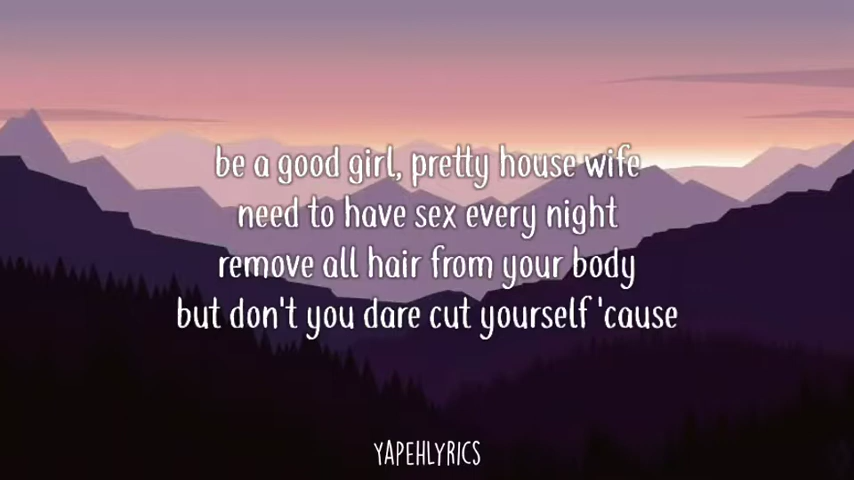 be a good girl, pretty house wife
need to have sex every night
remove all hair from your body
but don't you dare cut yourself 'cause
YAPEHLYRICS